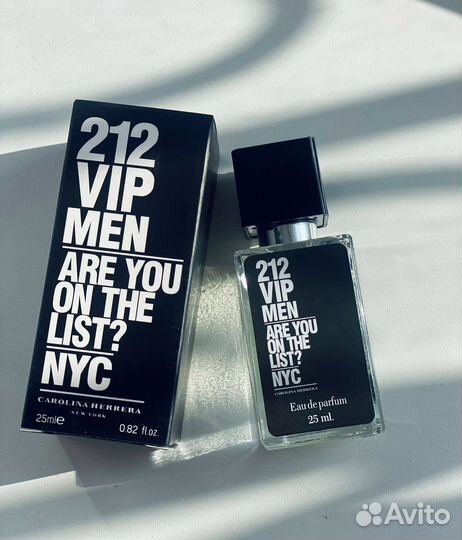 212
VIP
MEN
ARE YOU
ON THE
LIST?
NYC
CAROLINA HERRERA
NEW YORK
25ml℮
0.82 fl.oz.
212
VIP
MEN
ARE YOU
ON THE
LIST?
NYC
CAROLINA HERRERA
Eau de parfum
25 ml.
Avito